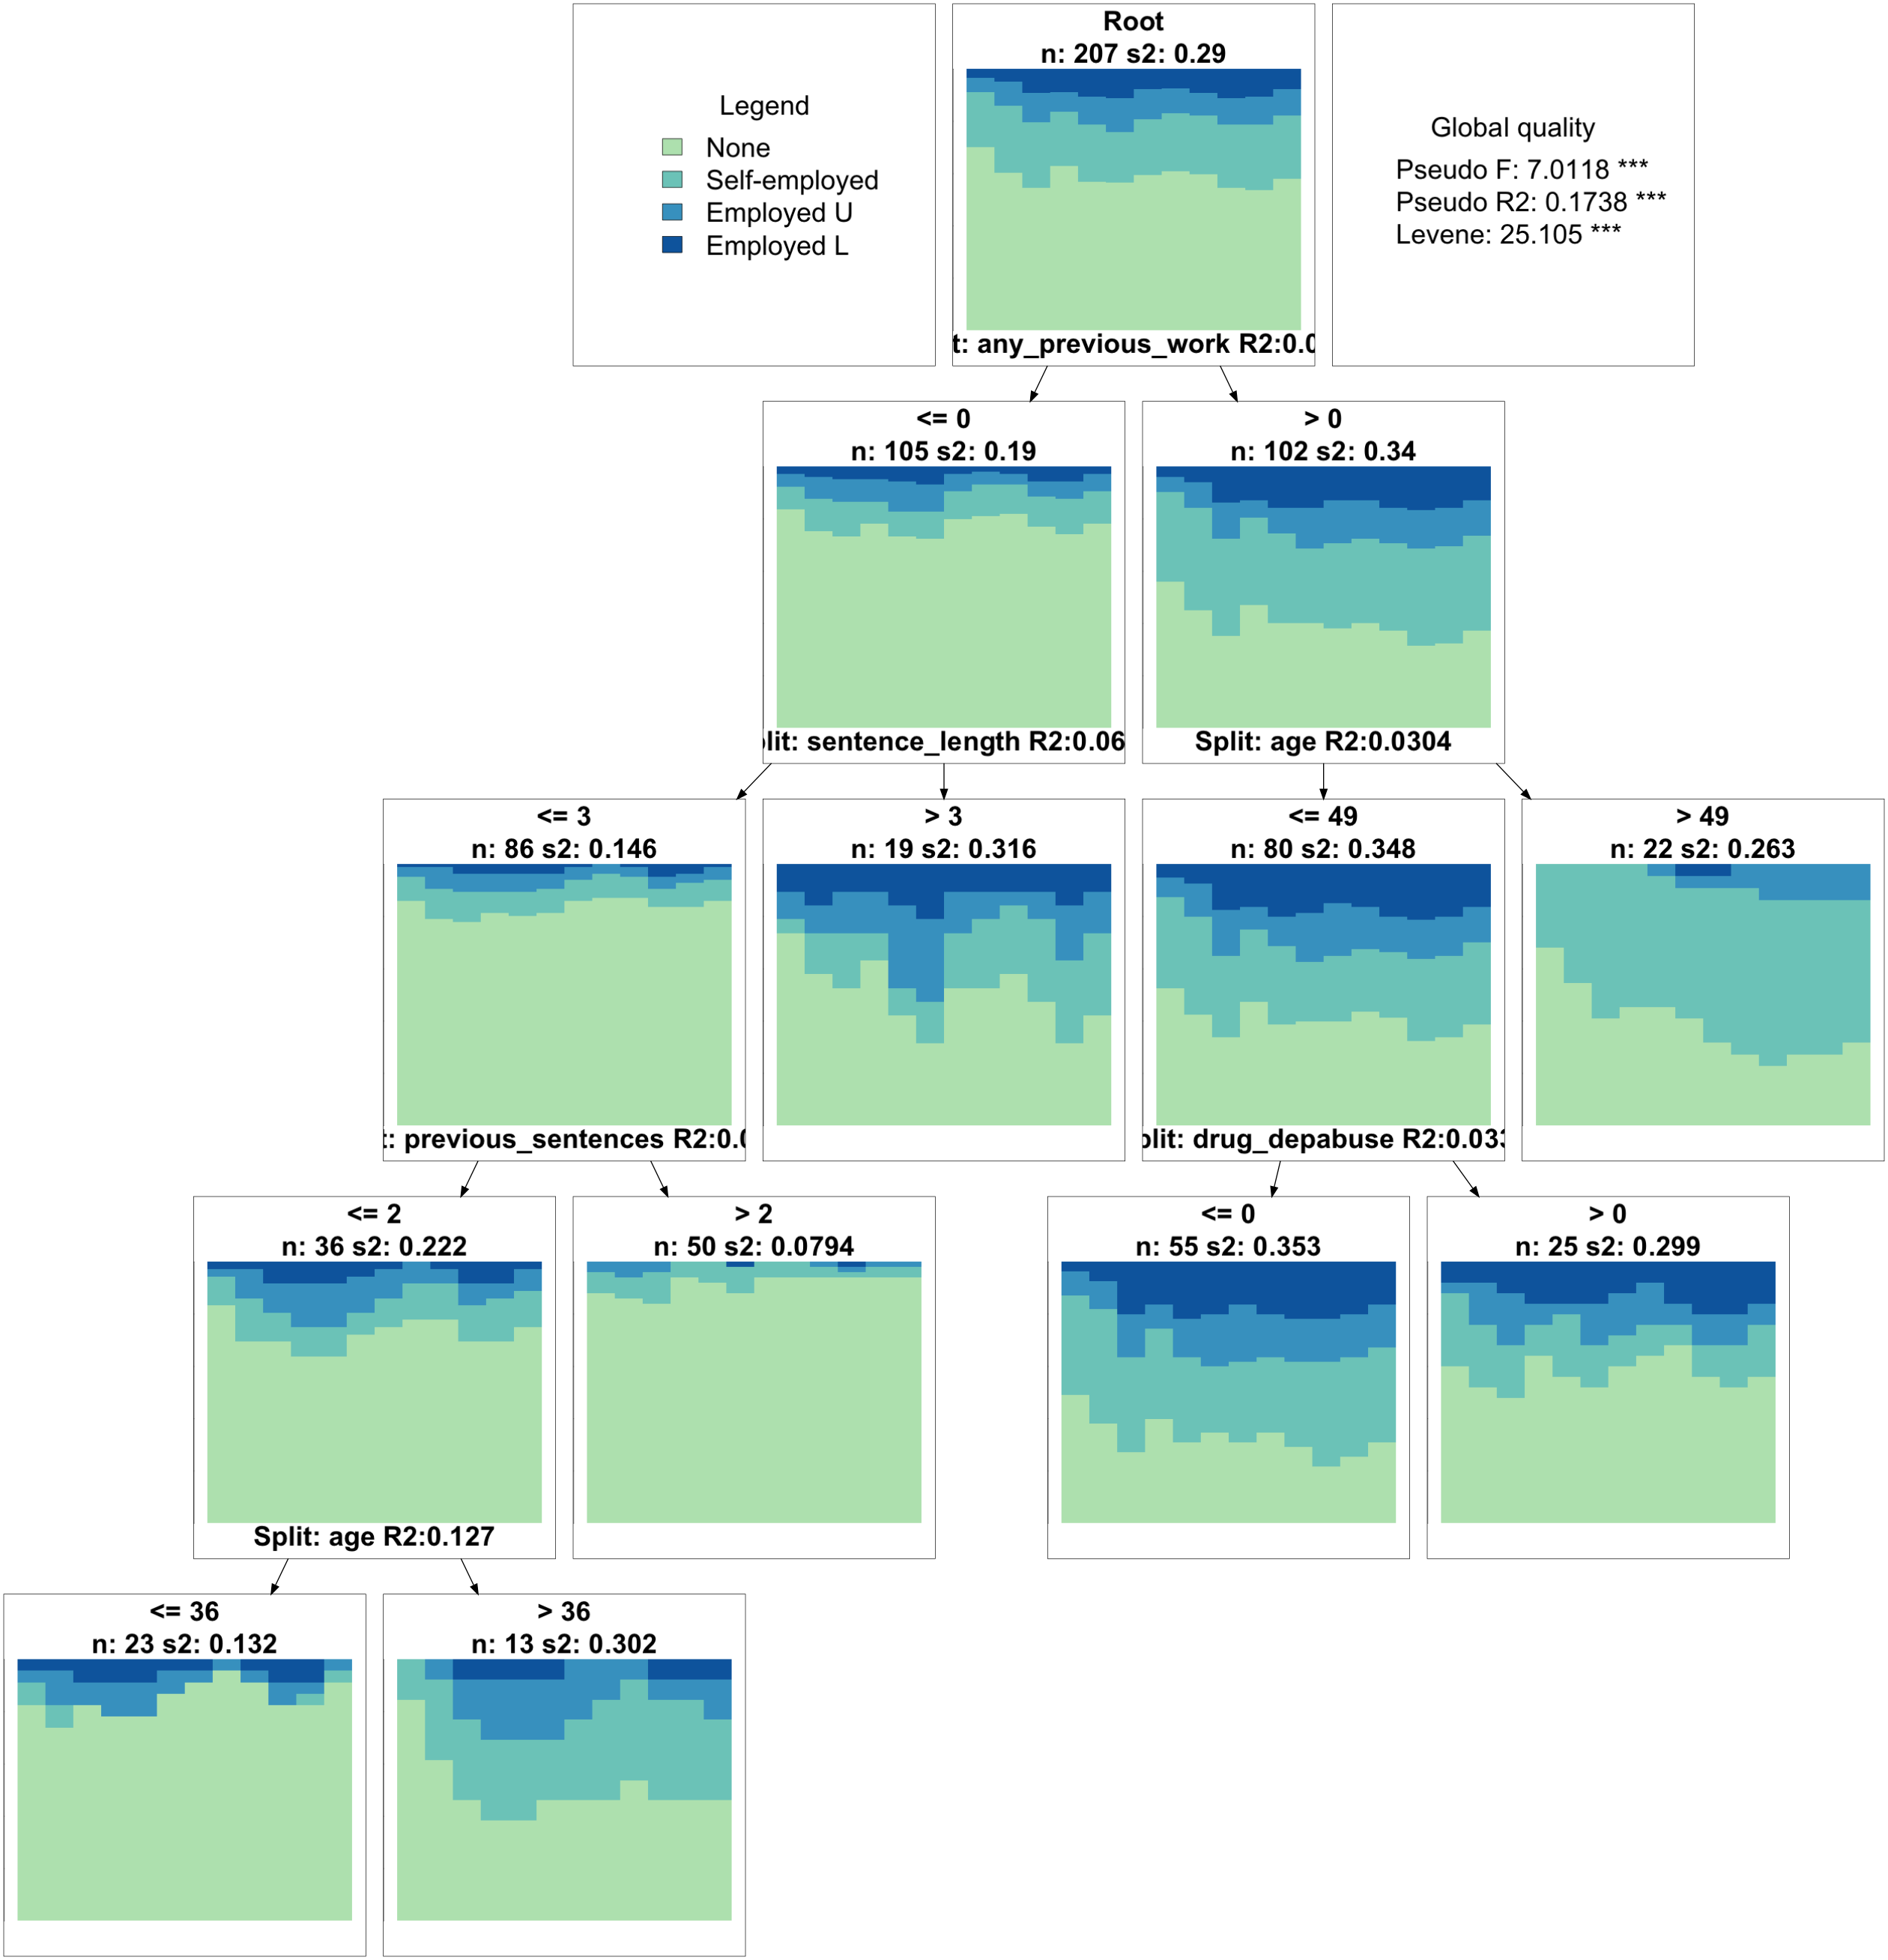 Legend
None
Self-employed
Employed U
Employed L
Root
n: 207 s2: 0.29
t: any_previous_work R2:0.0
Global quality
Pseudo F: 7.0118 ***
Pseudo R2: 0.1738 ***
Levene: 25.105 ***
<= 0
n: 105 s2: 0.19
lit: sentence_length R2:0.06
> 0
n: 102 s2: 0.34
Split: age R2:0.0304
<= 3
n: 86 s2: 0.146
t: previous_sentences R2:0.0
> 3
n: 19 s2: 0.316
<= 49
n: 80 s2: 0.348
plit: drug_depabuse R2:0.033
> 49
n: 22 s2: 0.263
<= 2
n: 36 s2: 0.222
Split: age R2:0.127
> 2
n: 50 s2: 0.0794
<= 0
n: 55 s2: 0.353
> 0
n: 25 s2: 0.299
<= 36
n: 23 s2: 0.132
> 36
n: 13 s2: 0.302